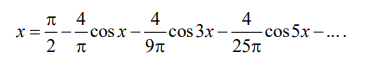 x = π/2 − 4/π cos x − 4/9π cos 3x − 4/25π cos 5x − ... .